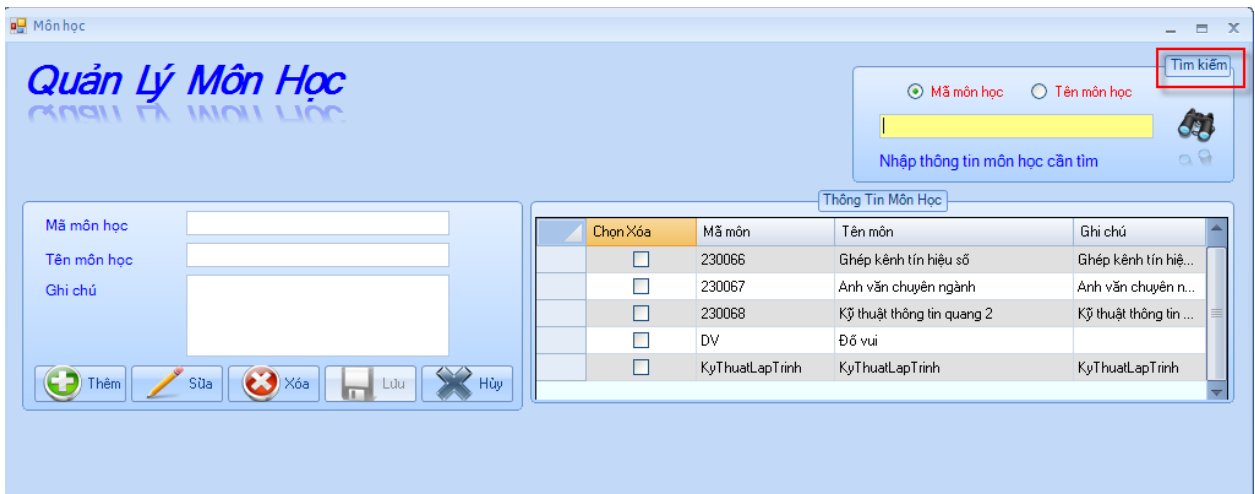 Môn học
Quản Lý Môn Học
Tìm kiếm
Mã môn học Tên môn học
Nhập thông tin môn học cần tìm
Mã môn học
Tên môn học
Ghi chú
Thêm Sửa Xóa Lưu Hủy
Thông Tin Môn Học
Chọn Xóa Mã môn Tên môn Ghi chú
230066 Ghép kênh tín hiệu số Ghép kênh tín hiệ...
230067 Anh văn chuyên ngành Anh văn chuyên n...
230068 Kỹ thuật thông tin quang 2 Kỹ thuật thông tin ...
DV Đố vui
KyThuatLapTrinh KyThuatLapTrinh KyThuatLapTrinh